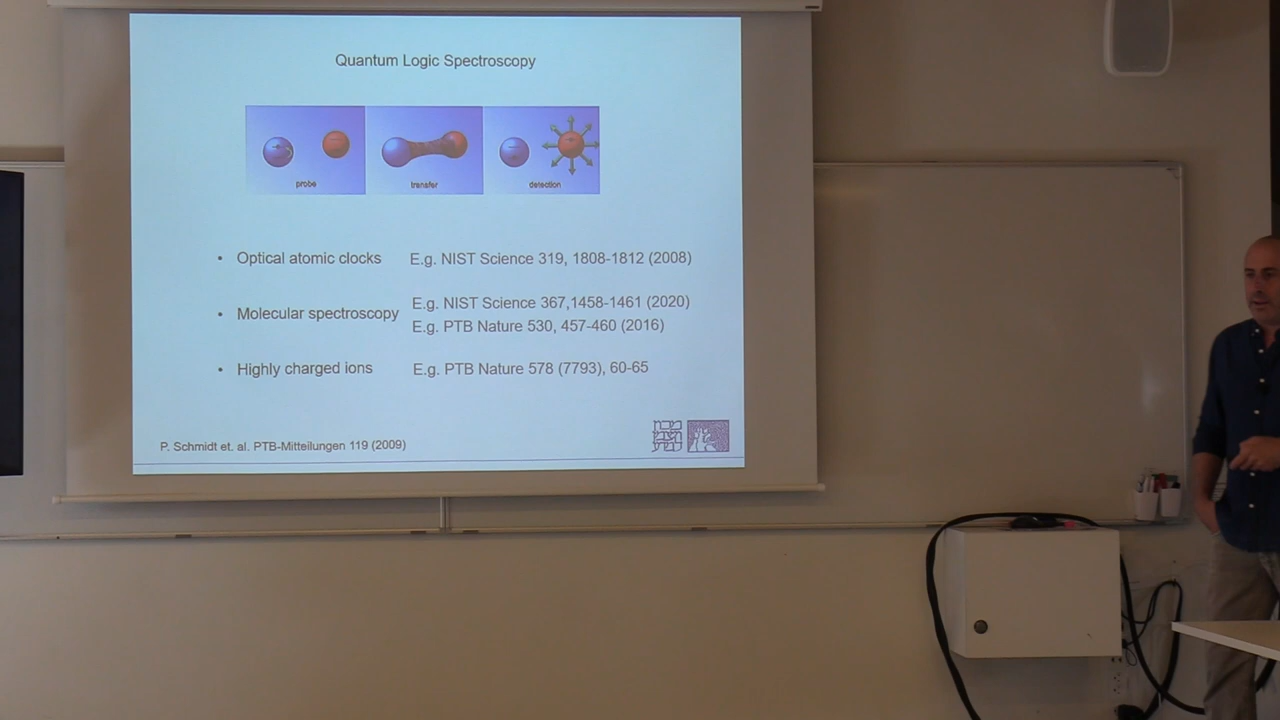 Quantum Logic Spectroscopy
probe
transfer
detection
• Optical atomic clocks E.g. NIST Science 319, 1808-1812 (2008)
• Molecular spectroscopy E.g. NIST Science 367,1458-1461 (2020)
E.g. PTB Nature 530, 457-460 (2016)
• Highly charged ions E.g. PTB Nature 578 (7793), 60-65
P. Schmidt et. al. PTB-Mitteilungen 119 (2009)